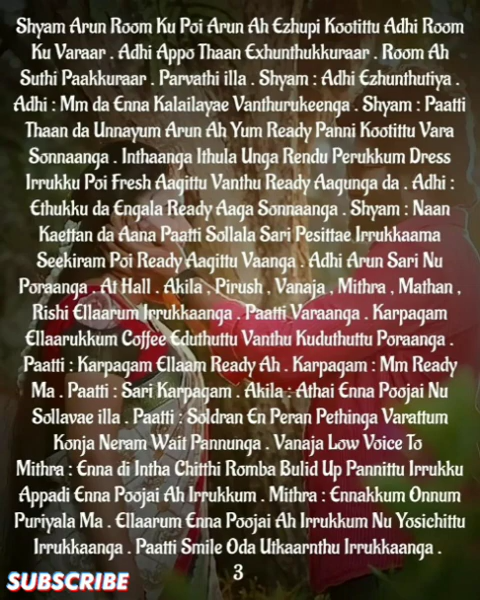 Shyam Arun Room Ku Poi Arun Ah Ezhupi Kootittu Adhi Room
Ku Varaar . Adhi Appo Thaan Exhunthukkuraar . Room Ah
Suthi Paakkuraar . Parvathi illa . Shyam : Adhi Ezhunthutiya .
Adhi : Mm da Enna Kalailayae Vanthurukeenga . Shyam : Paatti
Thaan da Unnayum Arun Ah Yum Ready Panni Kootittu Vara
Sonnaanga . Inthaanga Ithula Unga Rendu Perukkum Dress
Irrukku Poi Fresh Aagittu Vanthu Ready Aagunga da . Adhi :
Ethukku da Engala Ready Aaga Sonnaanga . Shyam : Naan
Kaettan da Aana Paatti Sollala Sari Pesittae Irrukkaama
Seekiram Poi Ready Aagittu Vaanga . Adhi Arun Sari Nu
Poraanga . At Hall . Akila , Pirush , Vanaja , Mithra , Mathan ,
Rishi Ellaarum Irrukkaanga . Paatti Varaanga . Karpagam
Ellaarukkum Coffee Eduthuttu Vanthu Kuduthuttu Poraanga .
Paatti : Karpagam Ellaam Ready Ah . Karpagam : Mm Ready
Ma . Paatti : Sari Karpagam . Akila : Athai Enna Poojai Nu
Sollavae illa . Paatti : Soldran En Peran Pethinga Varattum
Konja Neram Wait Pannunga . Vanaja Low Voice To
Mithra : Enna di Intha Chitthi Romba Bulid Up Pannittu Irrukku
Appadi Enna Poojai Ah Irrukkum . Mithra : Ennakkum Onnum
Puriyala Ma . Ellaarum Enna Poojai Ah Irrukkum Nu Yosichittu
Irrukkaanga . Paatti Smile Oda Utkaarnthu Irrukkaanga .
SUBSCRIBE
3